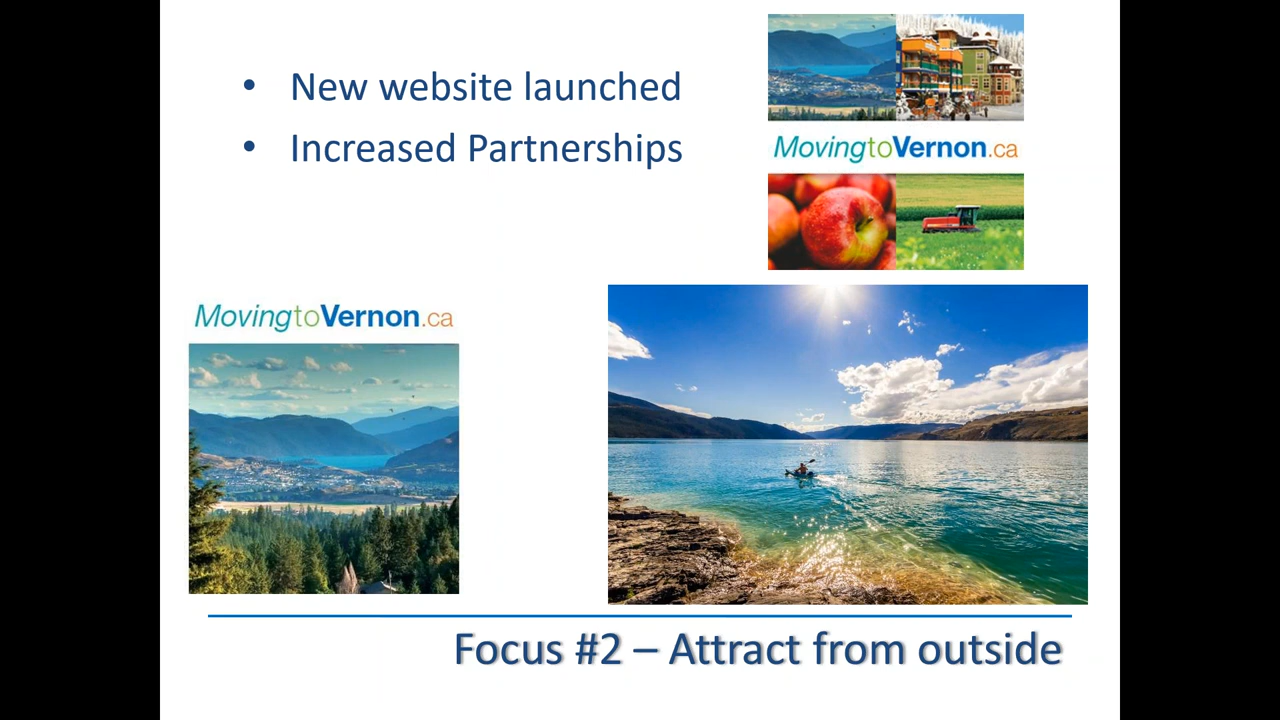 • New website launched
• Increased Partnerships
MovingtoVernon.ca
MovingtoVernon.ca
Focus #2 – Attract from outside